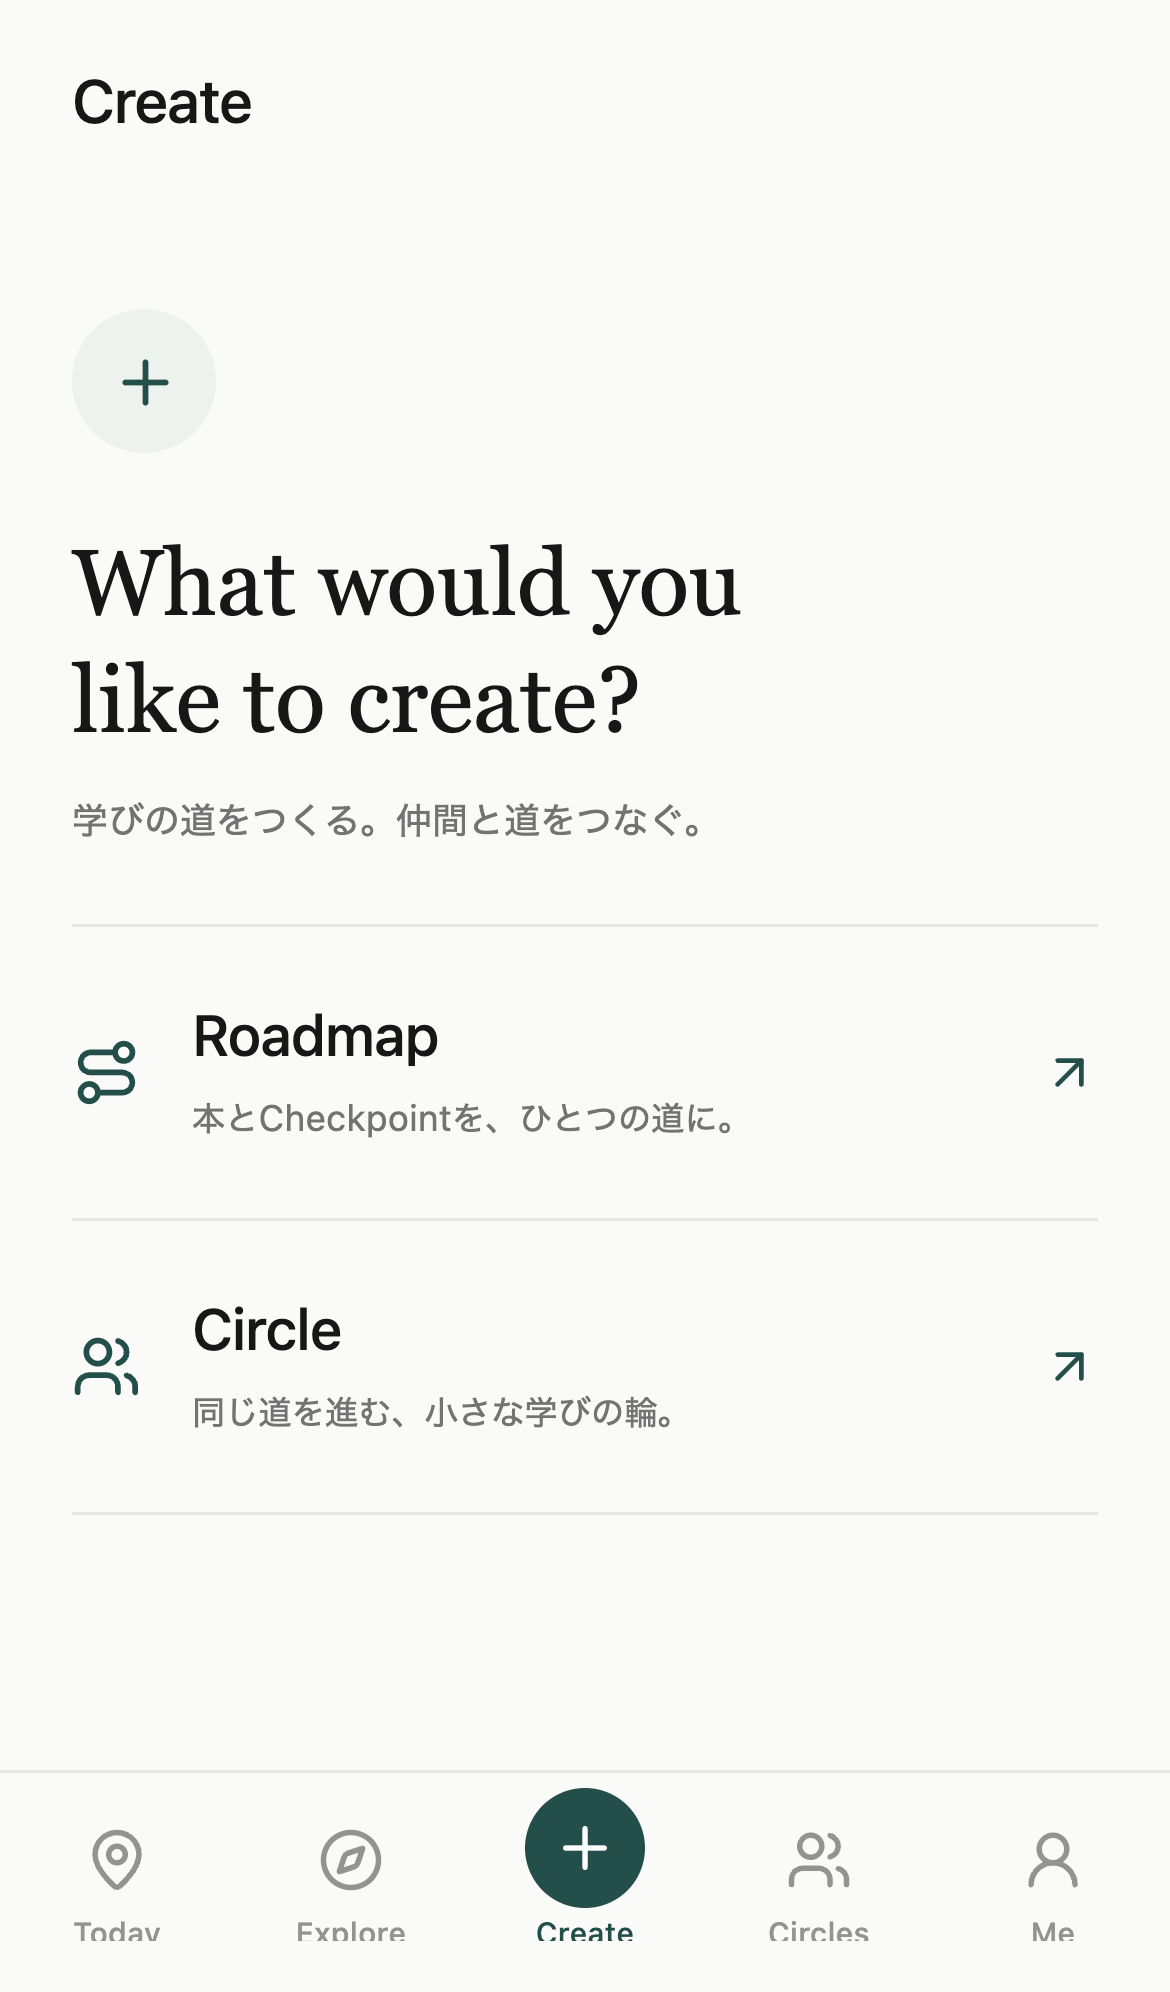 Create
What would you
like to create?
学びの道をつくる。仲間と道をつなぐ。
Roadmap
本とCheckpointを、ひとつの道に。
Circle
同じ道を進む、小さな学びの輪。
Today
Explore
Create
Circles
Me